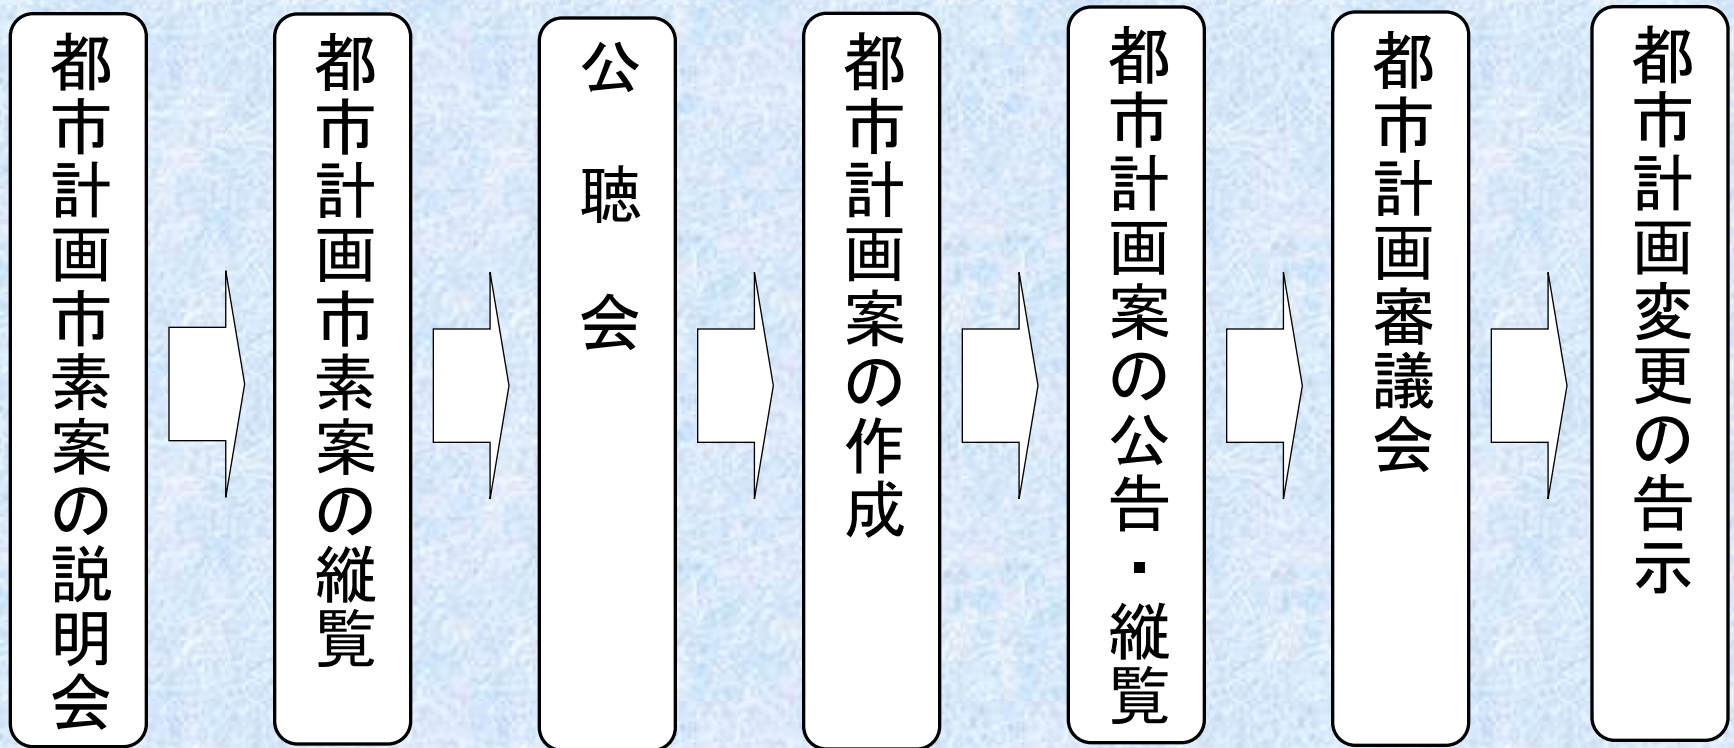 都市計画市素案の説明会
都市計画市素案の縦覧
公聴会
都市計画案の作成
都市計画案の公告・縦覧
都市計画審議会
都市計画変更の告示